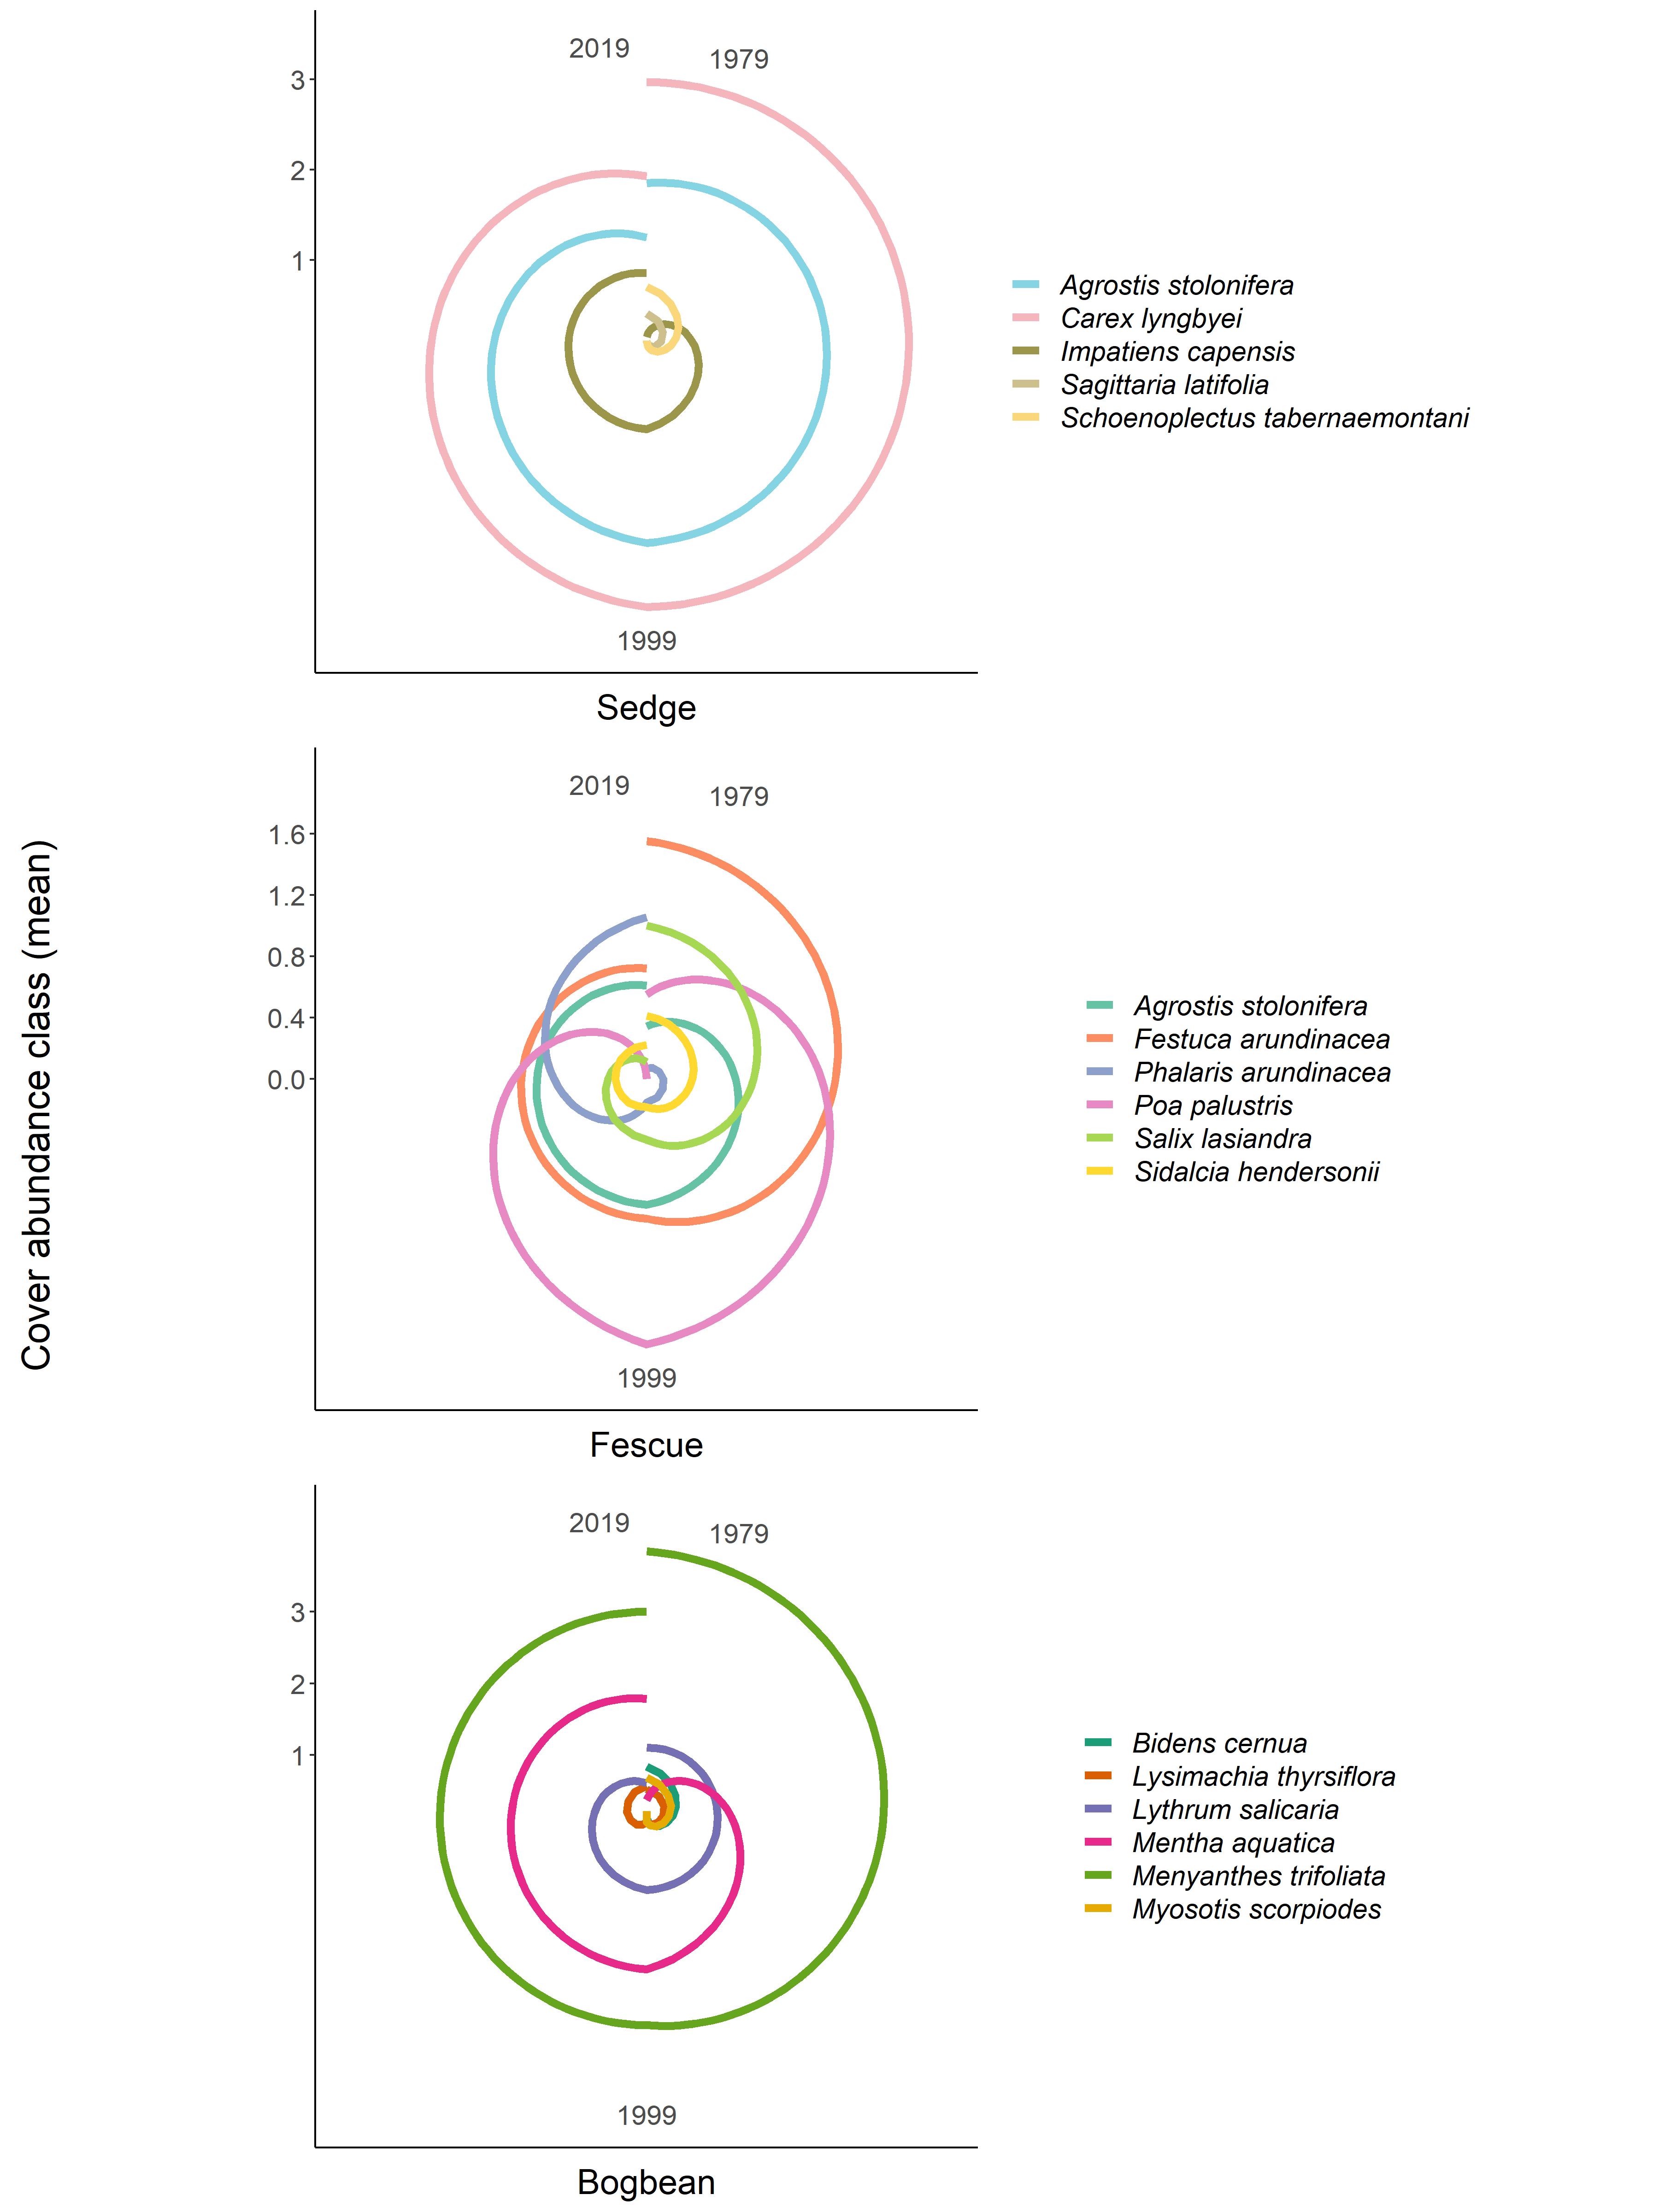 Cover abundance class (mean)
2019
1979
3
2
1
1999
Sedge
Agrostis stolonifera
Carex lyngbyei
Impatiens capensis
Sagittaria latifolia
Schoenoplectus tabernaemontani
2019
1979
1.6
1.2
0.8
0.4
0.0
1999
Fescue
Agrostis stolonifera
Festuca arundinacea
Phalaris arundinacea
Poa palustris
Salix lasiandra
Sidalcia hendersonii
2019
1979
3
2
1
1999
Bogbean
Bidens cernua
Lysimachia thyrsiflora
Lythrum salicaria
Mentha aquatica
Menyanthes trifoliata
Myosotis scorpiodes